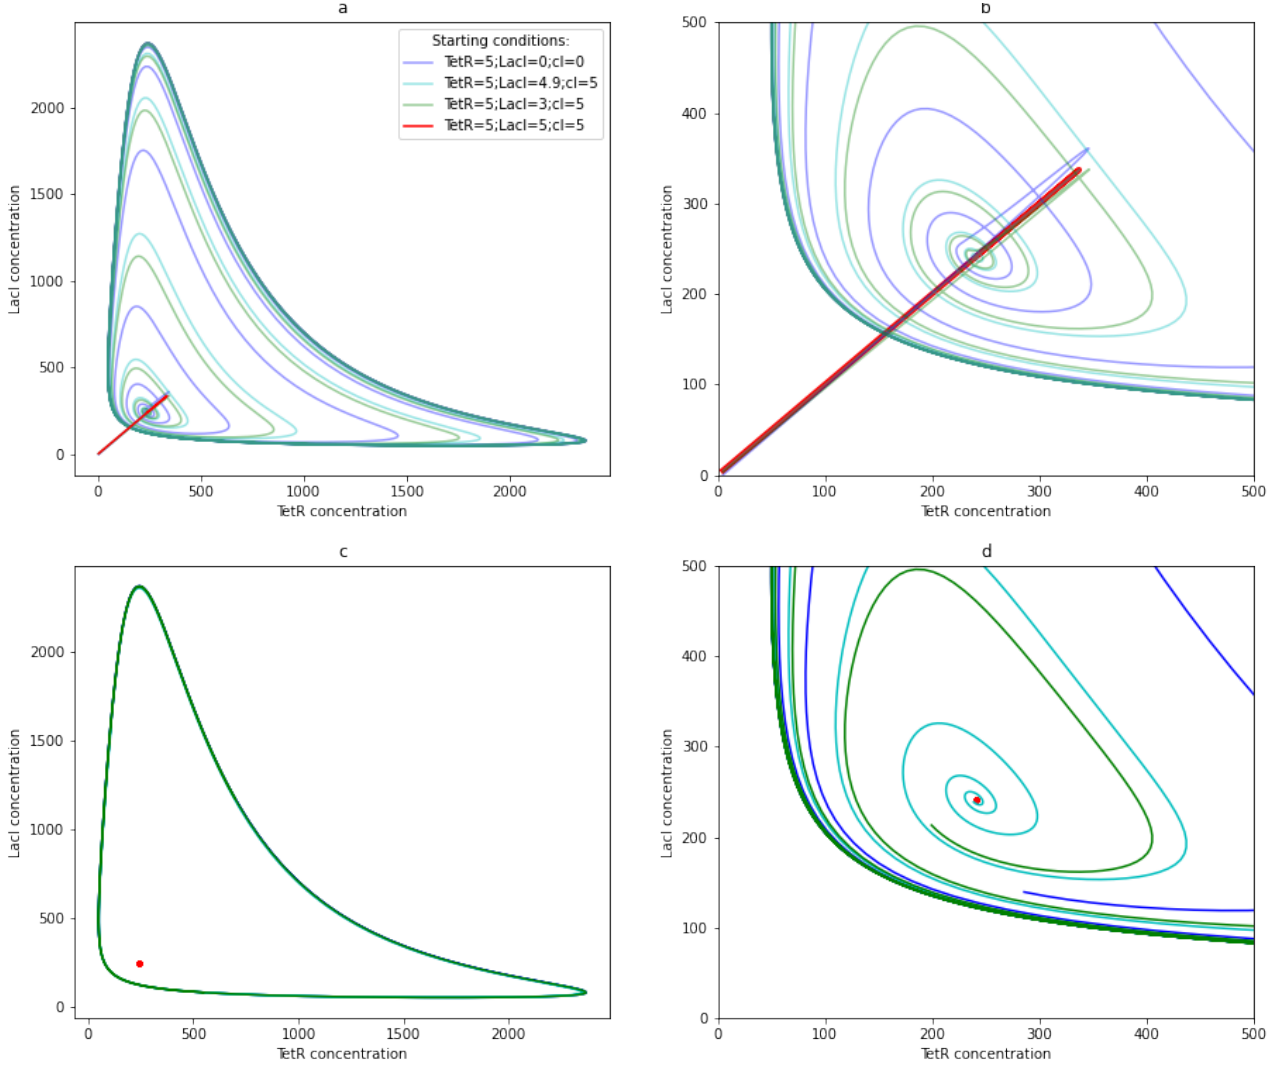 a
2000
1500
1000
500
0
LacI concentration
Starting conditions:
TetR=5;LacI=0;cI=0
TetR=5;LacI=4.9;cI=5
TetR=5;LacI=3;cI=5
TetR=5;LacI=5;cI=5
0 500 1000 1500 2000
TetR concentration
b
500
400
300
200
100
0
LacI concentration
0 100 200 300 400 500
TetR concentration
c
2000
1500
1000
500
0
LacI concentration
0 500 1000 1500 2000
TetR concentration
d
500
400
300
200
100
0
LacI concentration
0 100 200 300 400 500
TetR concentration